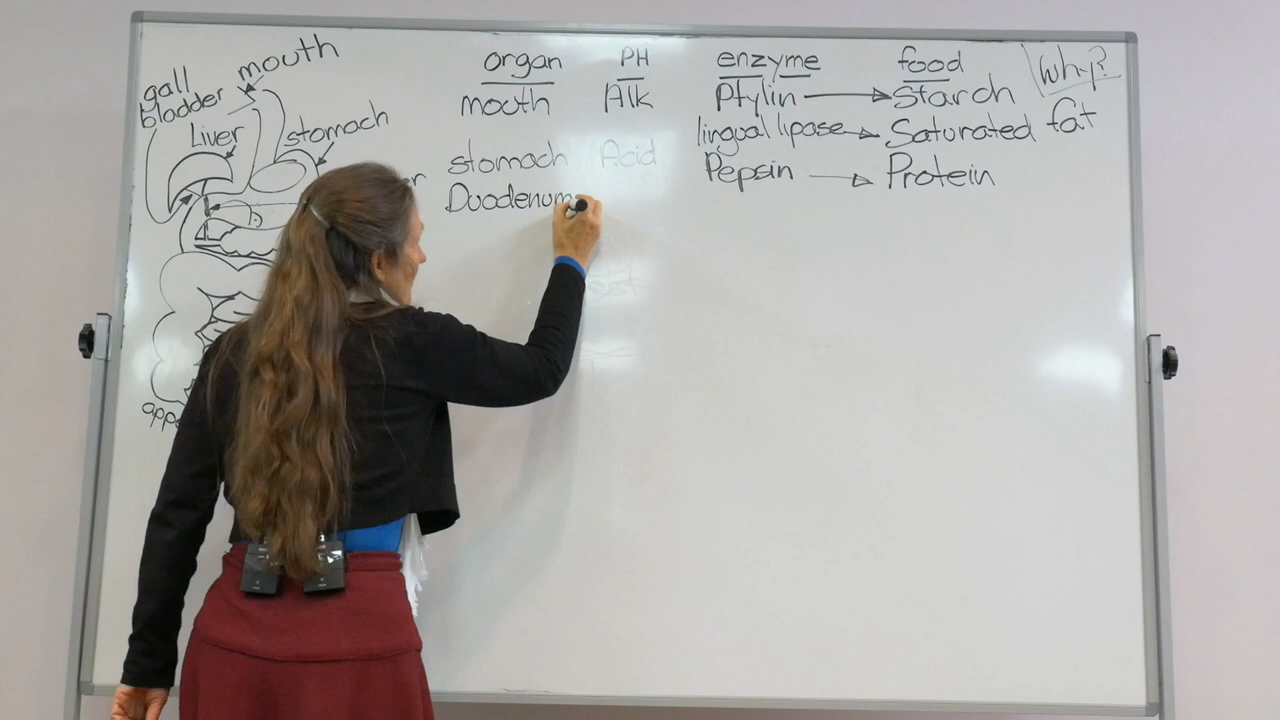 mouth
gall
bladder
Liver
stomach
organ PH enzyme food Why?
mouth Alk Ptylin Starch
lingual lipase Saturated fat
stomach Acid Pepsin Protein
Duodenum